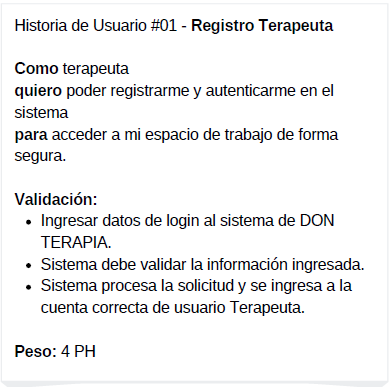 Historia de Usuario #01 - Registro Terapeuta
Como terapeuta
quiero poder registrarme y autenticarme en el
sistema
para acceder a mi espacio de trabajo de forma
segura.
Validación:
• Ingresar datos de login al sistema de DON
TERAPIA.
• Sistema debe validar la información ingresada.
• Sistema procesa la solicitud y se ingresa a la
cuenta correcta de usuario Terapeuta.
Peso: 4 PH